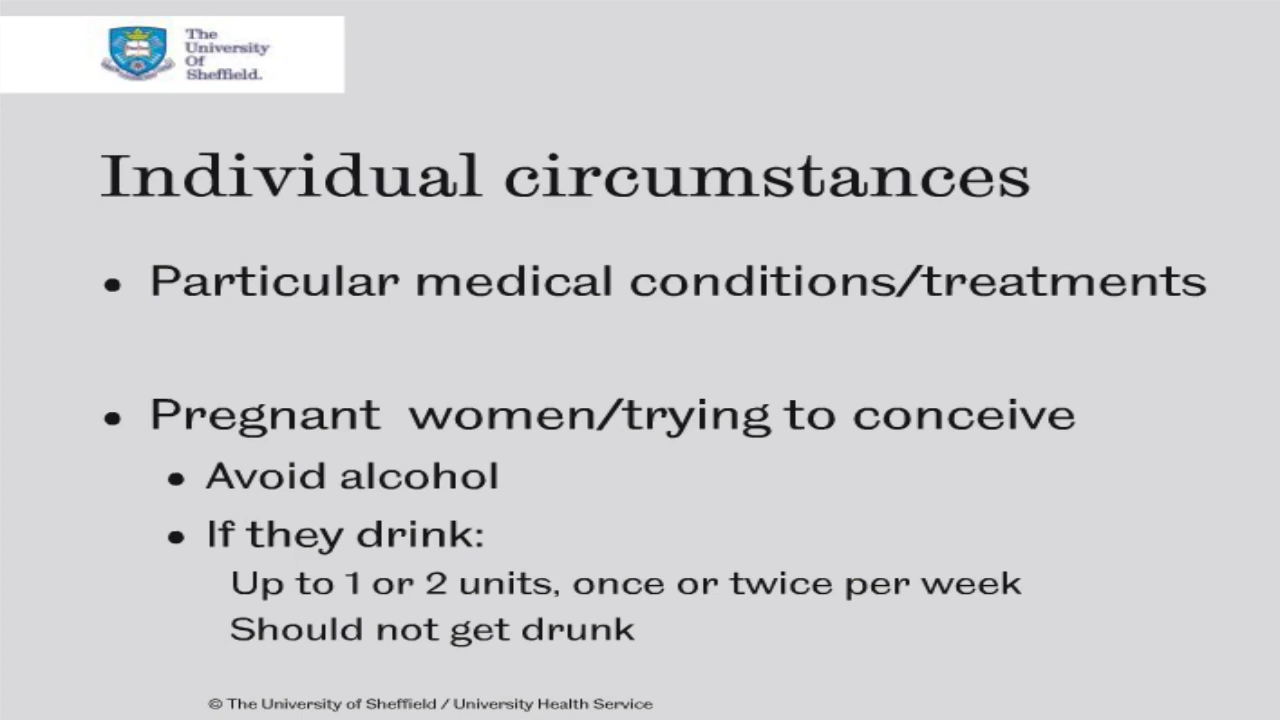 The
University
Of
Sheffield.
Individual circumstances
• Particular medical conditions/treatments
• Pregnant women/trying to conceive
• Avoid alcohol
• If they drink:
Up to 1 or 2 units, once or twice per week
Should not get drunk
© The University of Sheffield / University Health Service